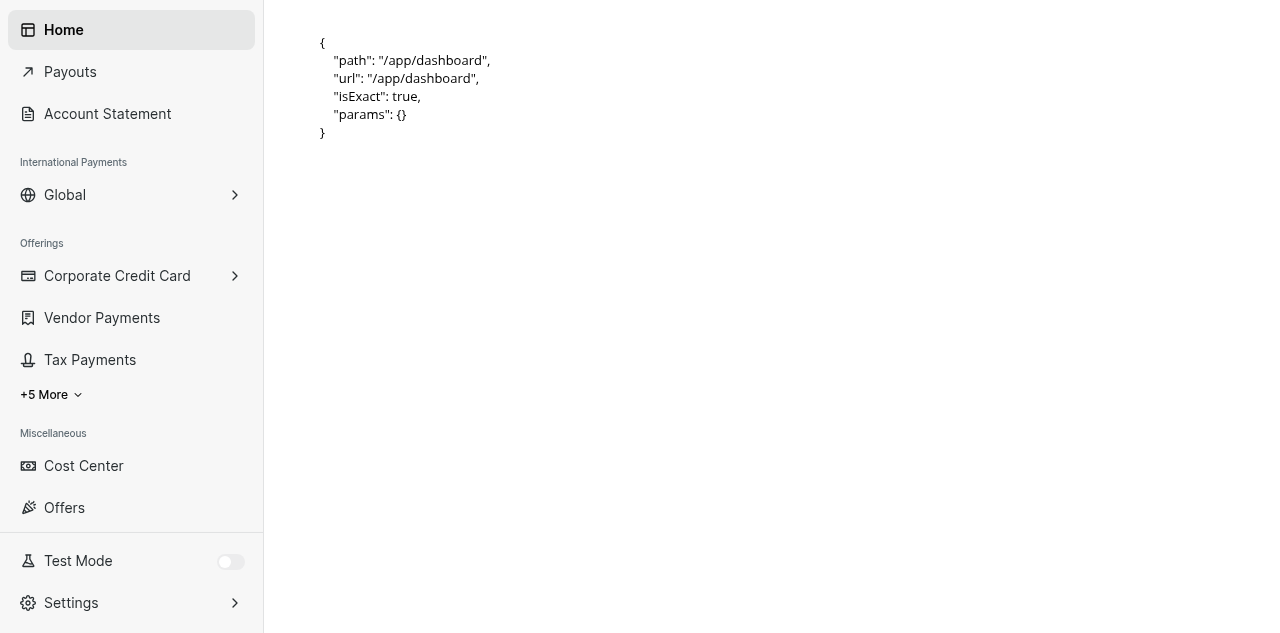 Home
Payouts
Account Statement
International Payments
Global
Offerings
Corporate Credit Card
Vendor Payments
Tax Payments
+5 More
Miscellaneous
Cost Center
Offers
Test Mode
Settings
{
    "path": "/app/dashboard",
    "url": "/app/dashboard",
    "isExact": true,
    "params": {}
}